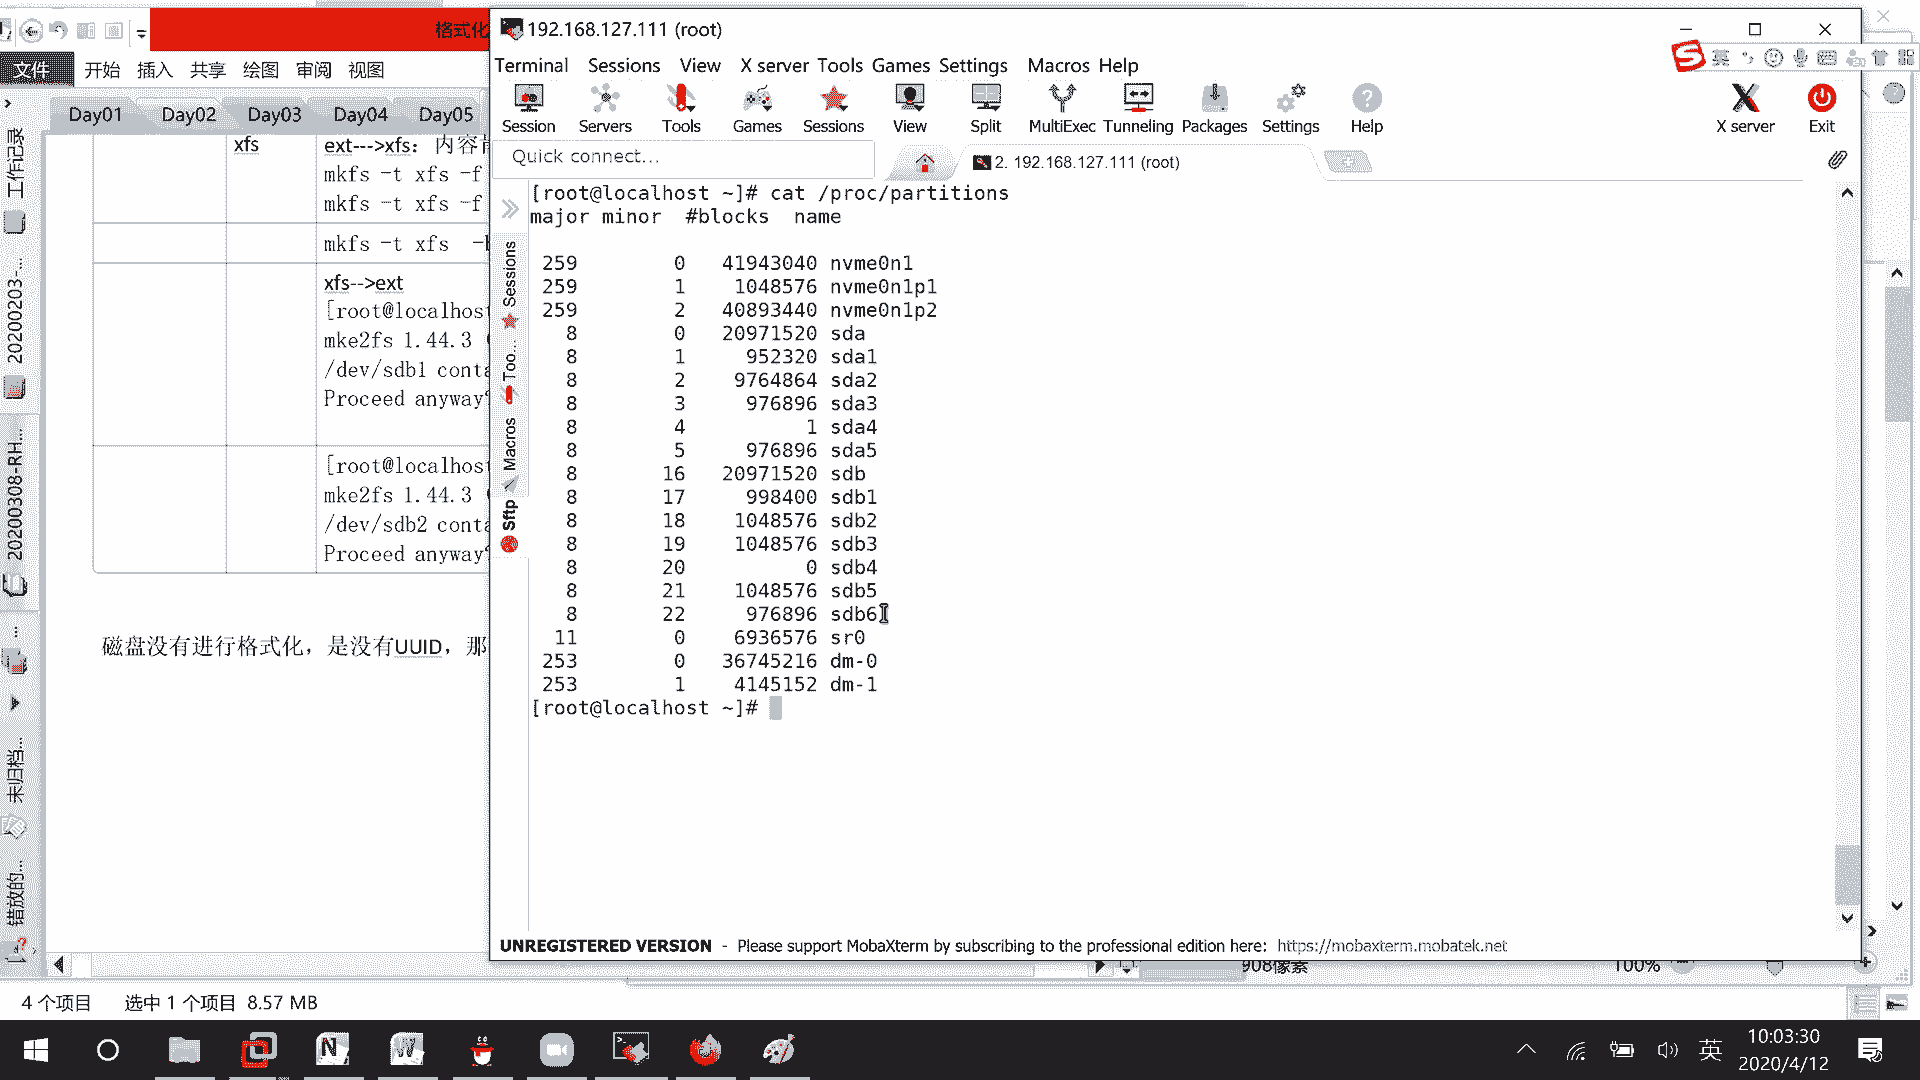 格式化
192.168.127.111 (root)
文件 开始 插入 共享 绘图 审阅 视图
Terminal Sessions View X server Tools Games Settings Macros Help
英
Session Servers Tools Games Sessions View Split MultiExec Tunneling Packages Settings Help X server Exit
Day01 Day02 Day03 Day04 Day05
Quick connect...
2. 192.168.127.111 (root)
工作记录
20200203-...
20200308-RH...
...
未归档...
错放的...
xfs
ext--->xfs: 内容
mkfs -t xfs -f
mkfs -t xfs -f
mkfs -t xfs
xfs-->ext
[root@localhost
mke2fs 1.44.3
/dev/sdb1 conta
Proceed anyway
[root@localhost
mke2fs 1.44.3
/dev/sdb2 conta
Proceed anyway
磁盘没有进行格式化，是没有UUID，那
Sessions
Too...
Macros
Sftp
[root@localhost ~]# cat /proc/partitions
major minor  #blocks  name
259        0   41943040 nvme0n1
259        1    1048576 nvme0n1p1
259        2   40893440 nvme0n1p2
8        0   20971520 sda
8        1     952320 sda1
8        2    9764864 sda2
8        3     976896 sda3
8        4          1 sda4
8        5     976896 sda5
8       16   20971520 sdb
8       17     998400 sdb1
8       18    1048576 sdb2
8       19    1048576 sdb3
8       20          0 sdb4
8       21    1048576 sdb5
8       22     976896 sdb6
11        0    6936576 sr0
253        0   36745216 dm-0
253        1    4145152 dm-1
[root@localhost ~]#
UNREGISTERED VERSION - Please support MobaXterm by subscribing to the professional edition here: https://mobaxterm.mobatek.net
908像素
100%
4 个项目 选中 1 个项目 8.57 MB
英
10:03:30
2020/4/12